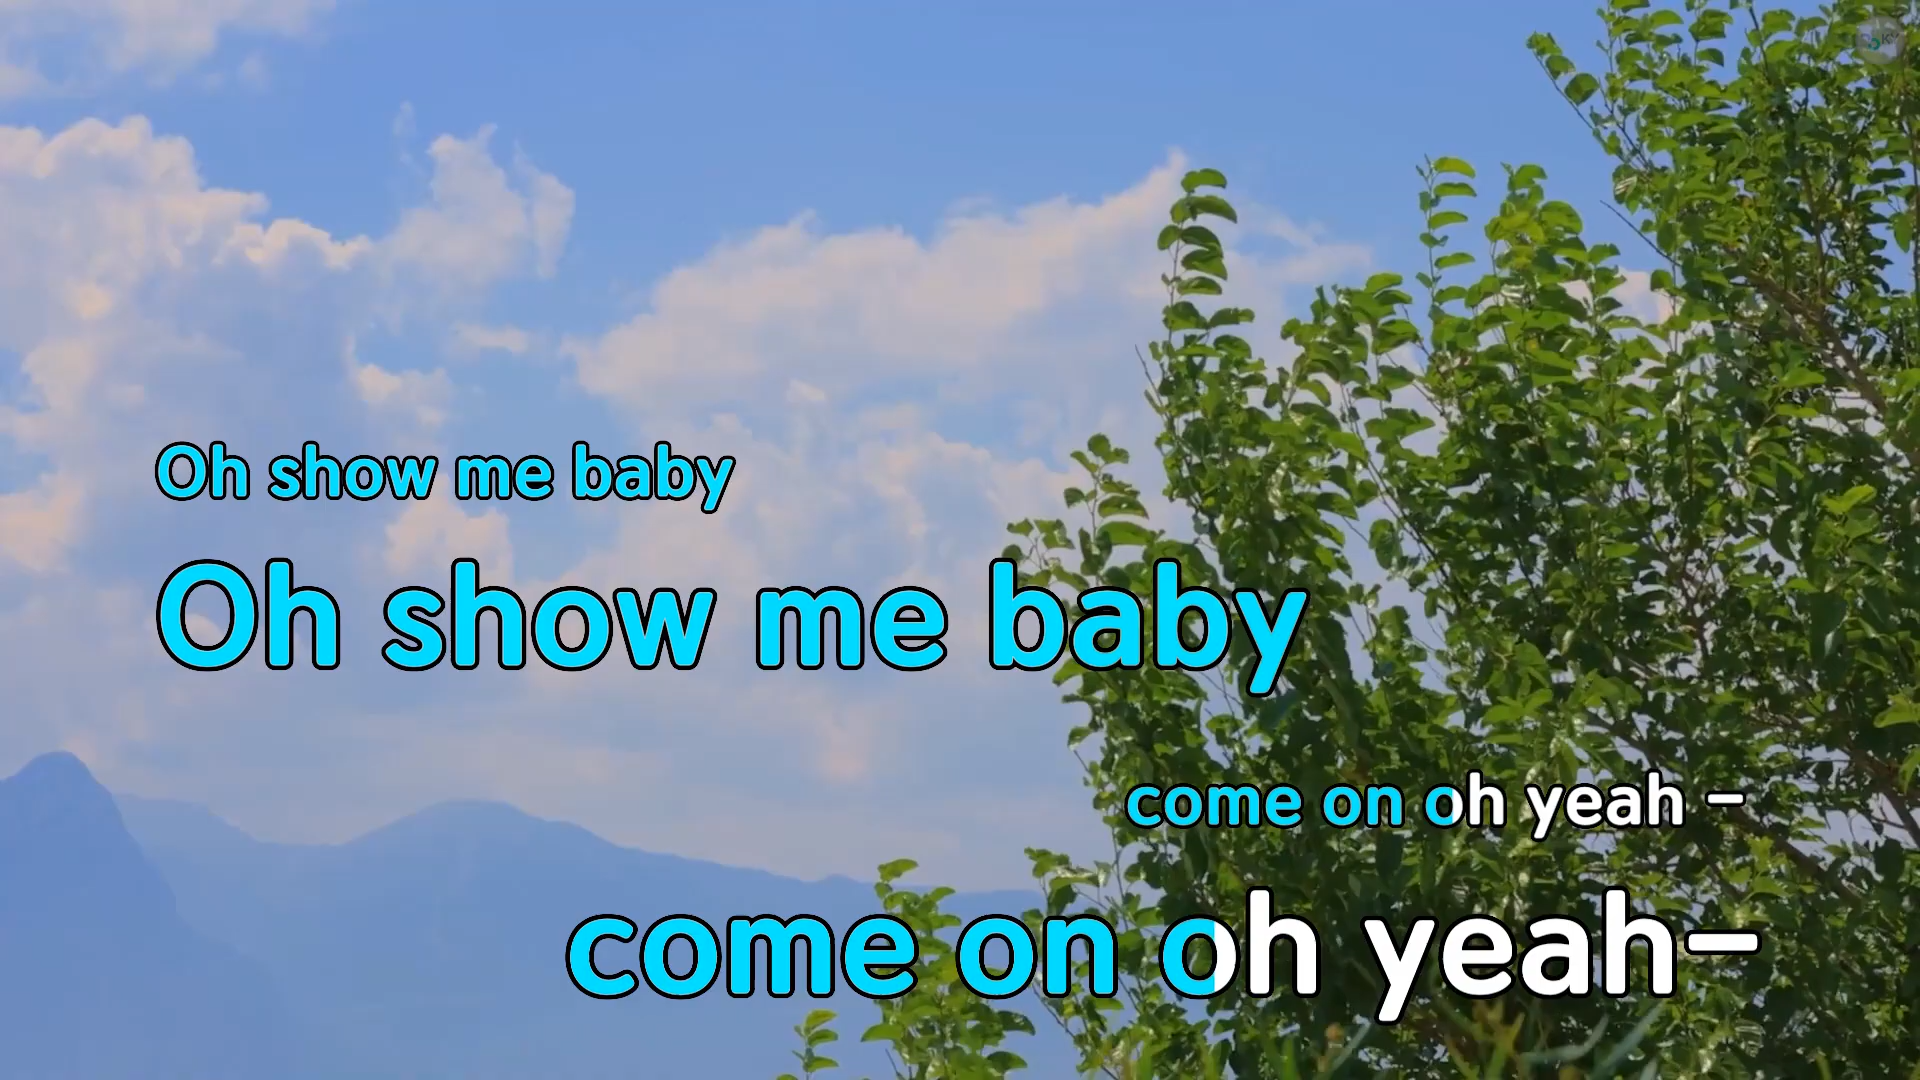 Oh show me baby
Oh show me baby
come on oh yeah –
come on oh yeah–